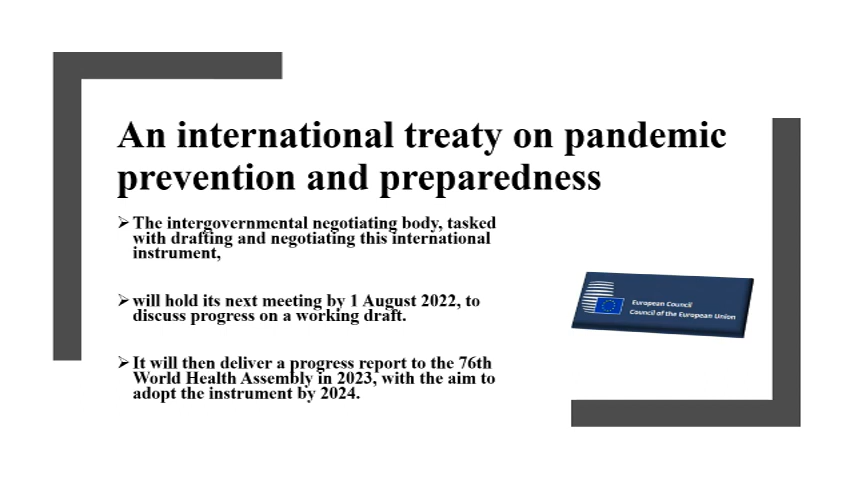 An international treaty on pandemic
prevention and preparedness
➢ The intergovernmental negotiating body, tasked
with drafting and negotiating this international
instrument,
➢ will hold its next meeting by 1 August 2022, to
discuss progress on a working draft.
➢ It will then deliver a progress report to the 76th
World Health Assembly in 2023, with the aim to
adopt the instrument by 2024.
European Council
Council of the European Union